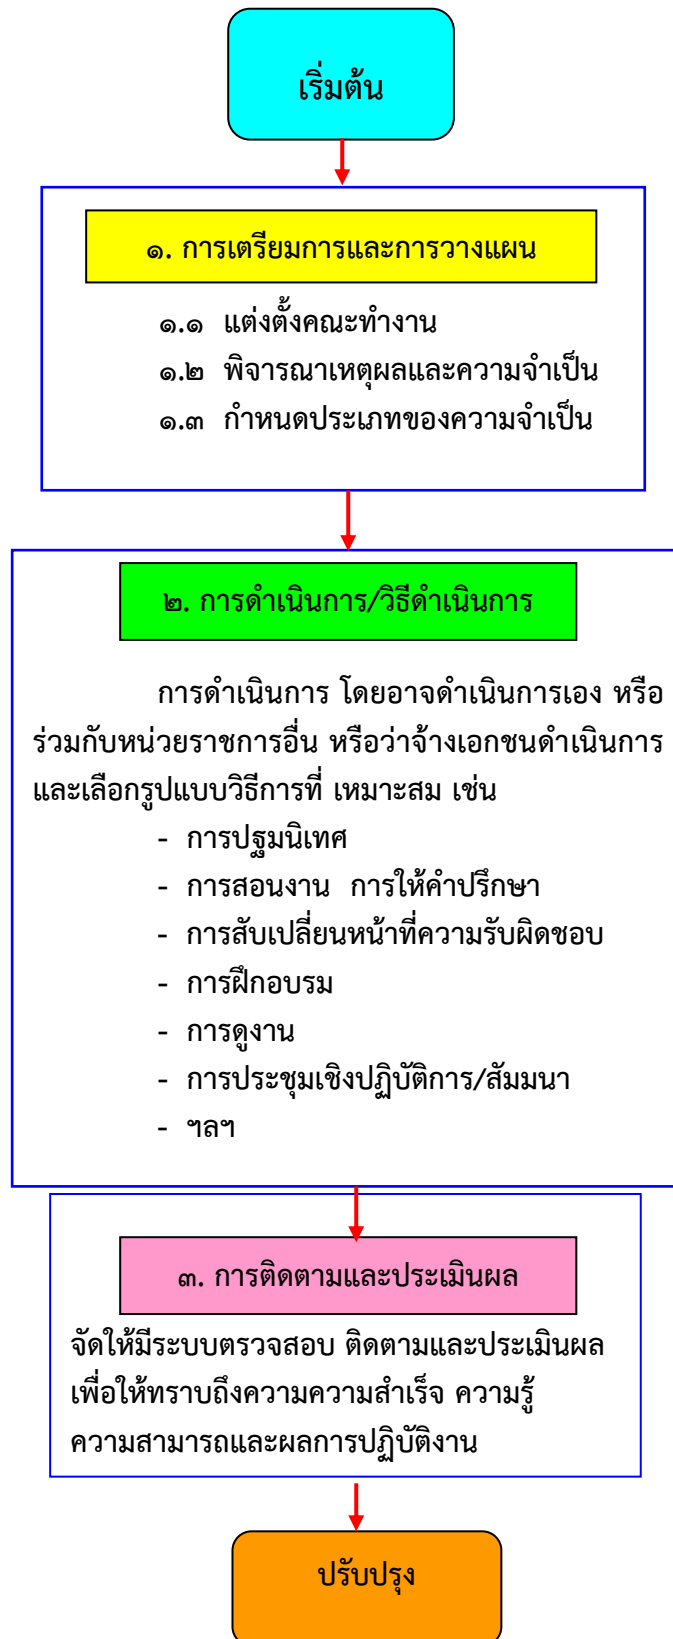 เริ่มต้น
๑. การเตรียมการและการวางแผน
๑.๑ แต่งตั้งคณะทำงาน
๑.๒ พิจารณาเหตุผลและความจำเป็น
๑.๓ กำหนดประเภทของความจำเป็น
๒. การดำเนินการ/วิธีดำเนินการ
การดำเนินการ โดยอาจดำเนินการเอง หรือ
ร่วมกับหน่วยราชการอื่น หรือว่าจ้างเอกชนดำเนินการ
และเลือกรูปแบบวิธีการที่ เหมาะสม เช่น
- การปฐมนิเทศ
- การสอนงาน การให้คำปรึกษา
- การสับเปลี่ยนหน้าที่ความรับผิดชอบ
- การฝึกอบรม
- การดูงาน
- การประชุมเชิงปฏิบัติการ/สัมมนา
- ฯลฯ
๓. การติดตามและประเมินผล
จัดให้มีระบบตรวจสอบ ติดตามและประเมินผล
เพื่อให้ทราบถึงความความสำเร็จ ความรู้
ความสามารถและผลการปฏิบัติงาน
ปรับปรุง